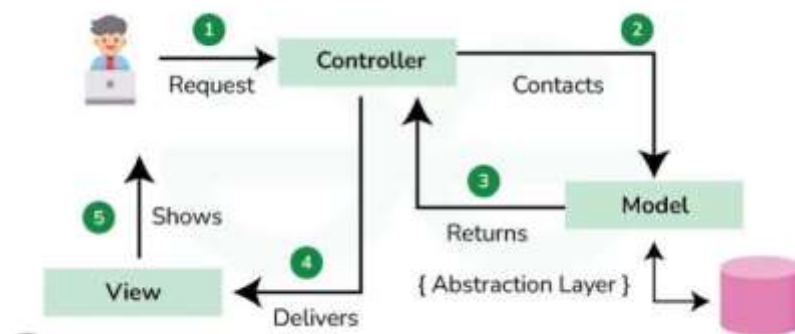 1
2
Controller
Request
Contacts
3
5
Shows
Model
Returns
4
{ Abstraction Layer }
View
Delivers